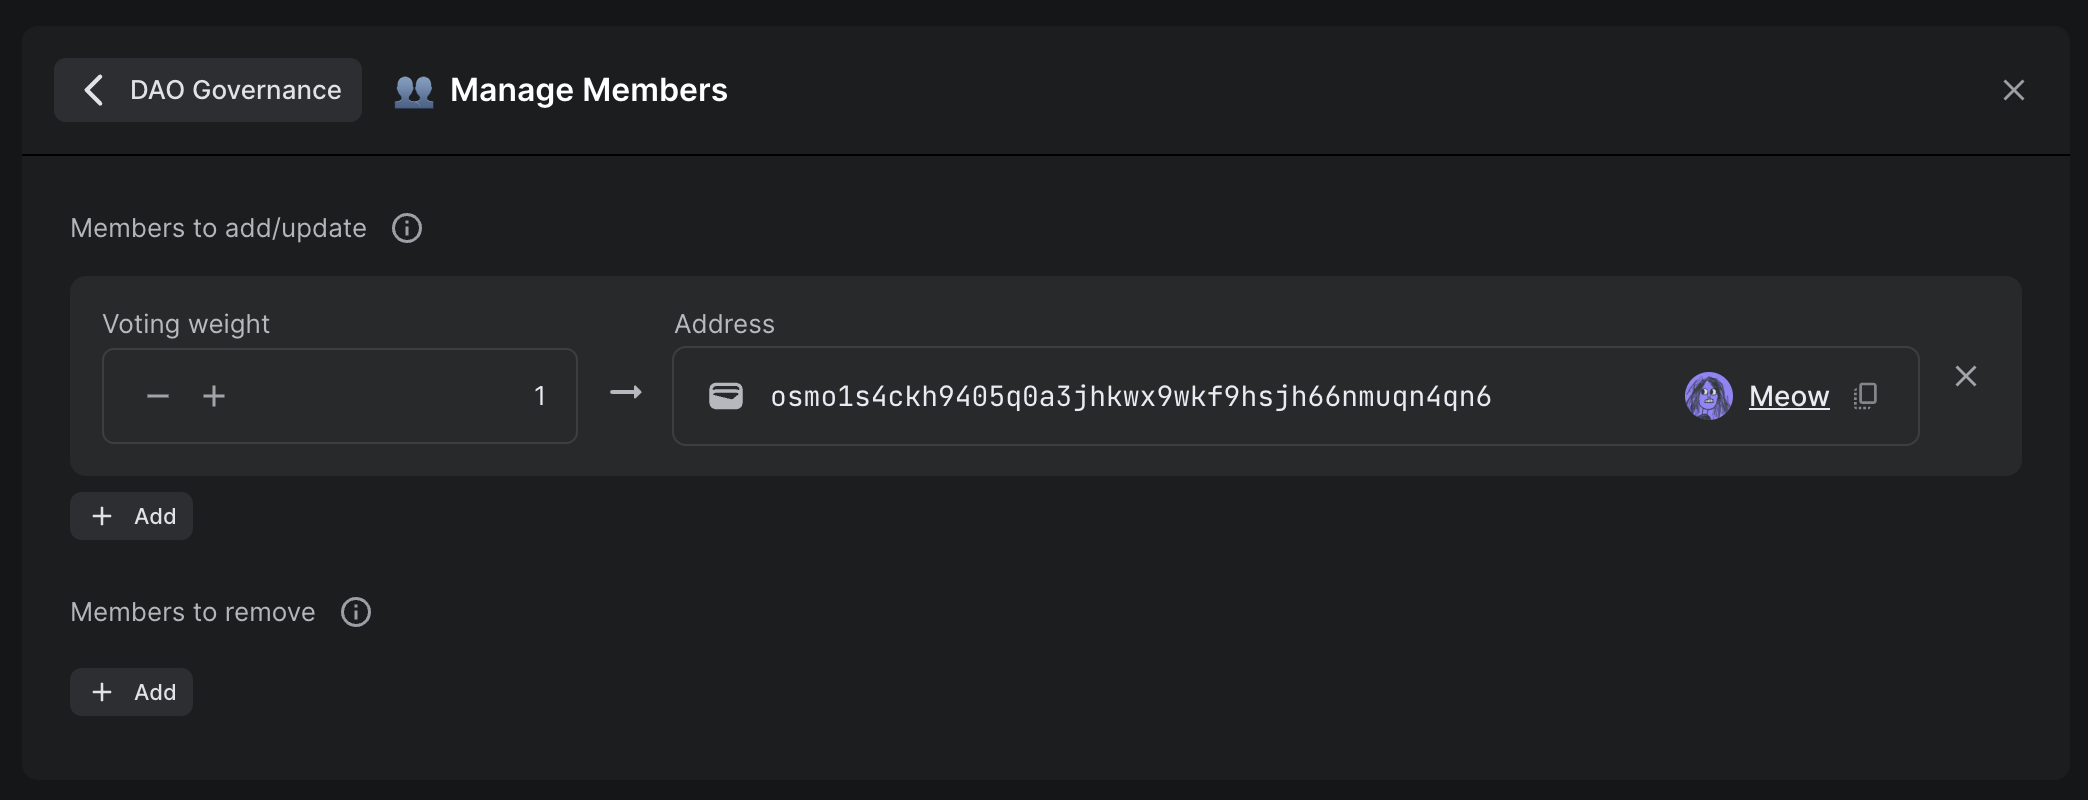 DAO Governance
Manage Members
Members to add/update
Voting weight
Address
1
osmo1s4ckh9405q0a3jhkwx9wkf9hsjh66nmuqn4qn6
Meow
Add
Members to remove
Add